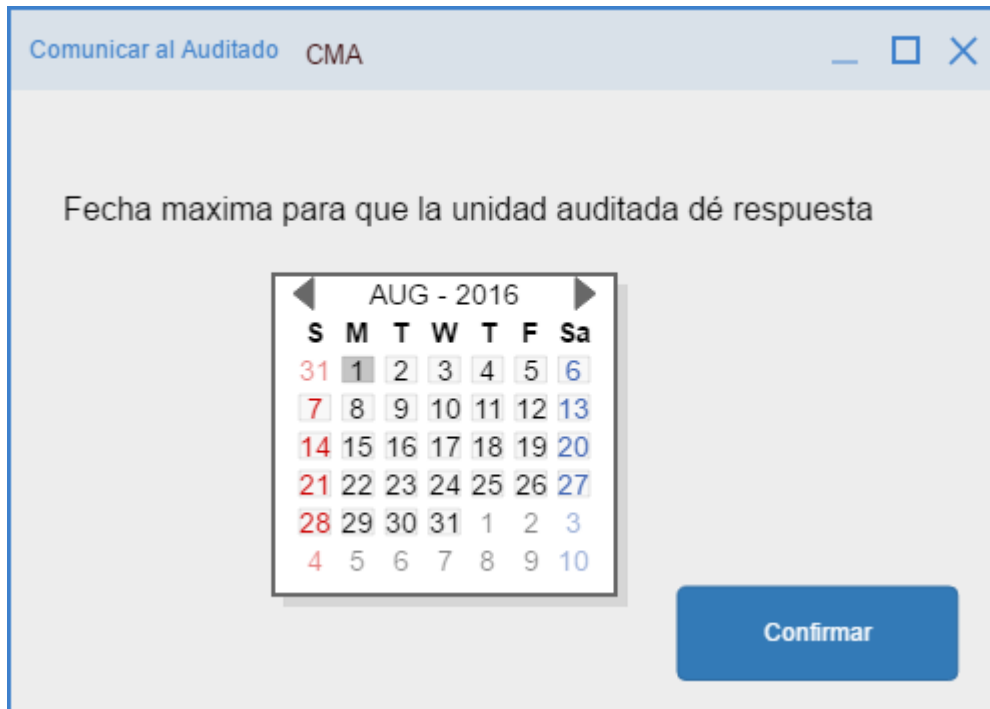 Comunicar al Auditado CMA
Fecha maxima para que la unidad auditada dé respuesta
AUG - 2016
S M T W T F Sa
31 1 2 3 4 5 6
7 8 9 10 11 12 13
14 15 16 17 18 19 20
21 22 23 24 25 26 27
28 29 30 31 1 2 3
4 5 6 7 8 9 10
Confirmar